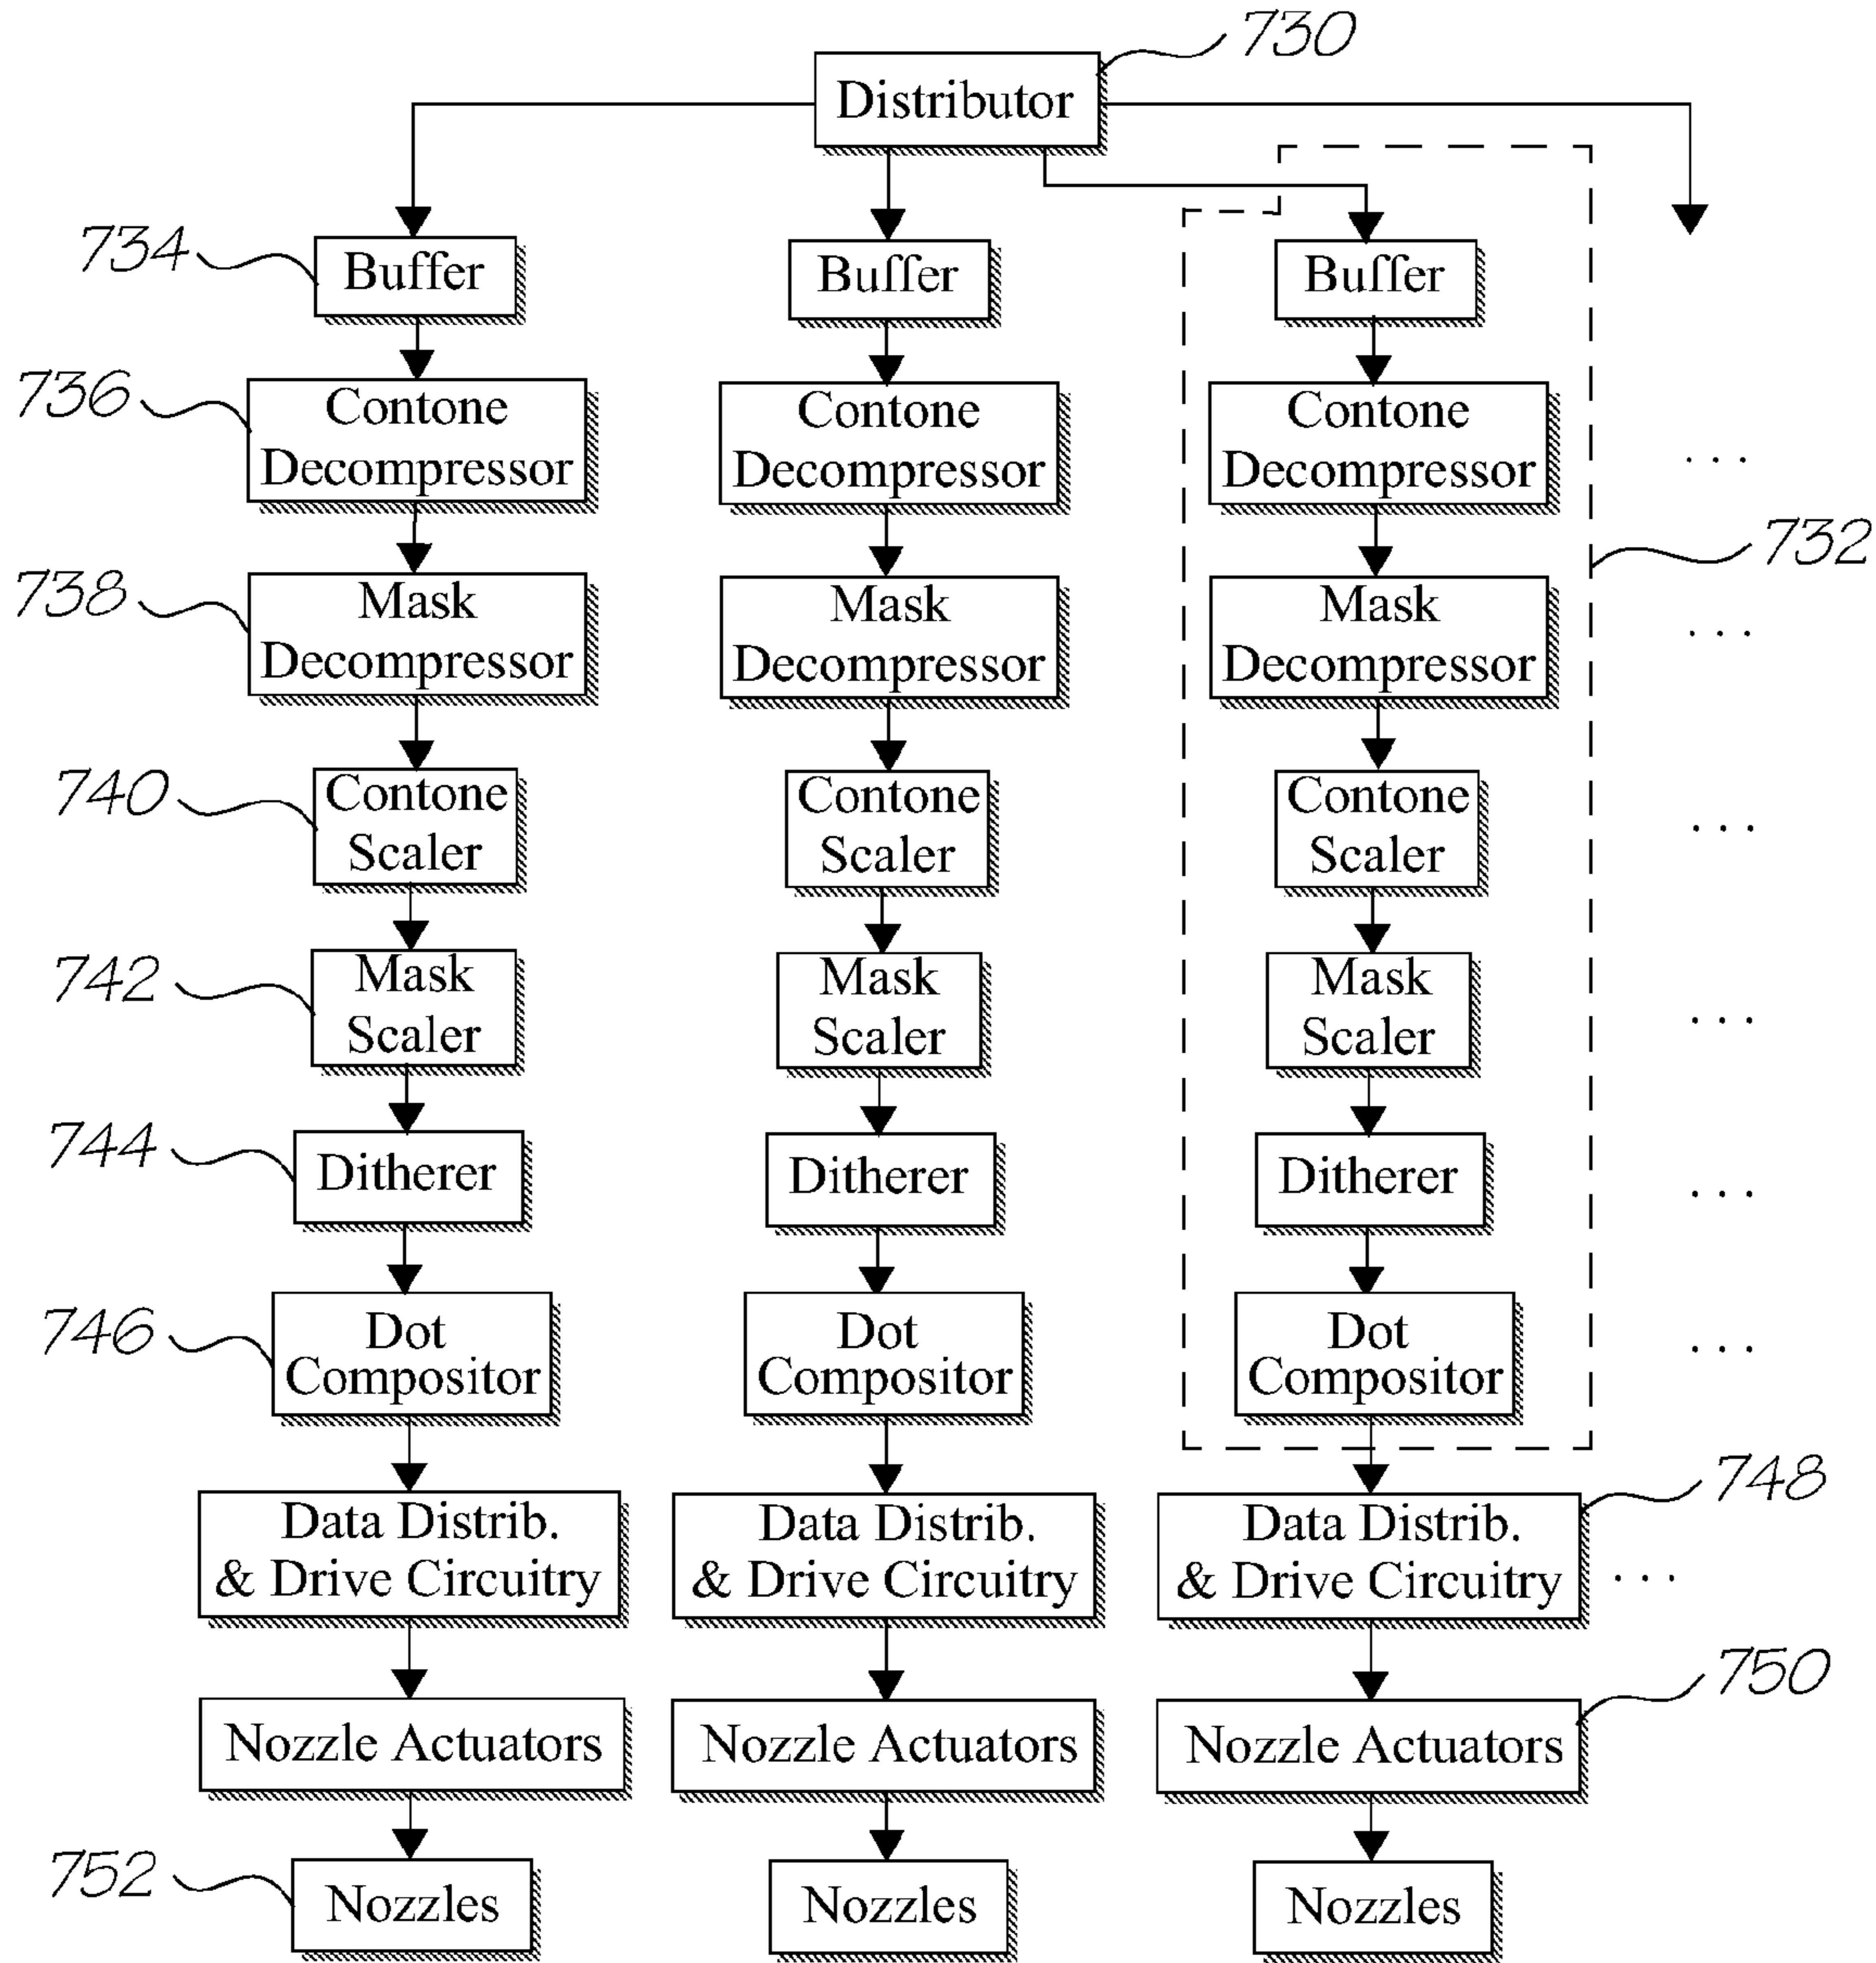 730
Distributor
734
Buffer
Buffer
Buffer
736
Contone
Decompressor
Contone
Decompressor
Contone
Decompressor
. . .
732
738
Mask
Decompressor
Mask
Decompressor
Mask
Decompressor
. . .
740
Contone
Scaler
Contone
Scaler
Contone
Scaler
. . .
742
Mask
Scaler
Mask
Scaler
Mask
Scaler
. . .
744
Ditherer
Ditherer
Ditherer
. . .
746
Dot
Compositor
Dot
Compositor
Dot
Compositor
. . .
748
Data Distrib.
& Drive Circuitry
Data Distrib.
& Drive Circuitry
Data Distrib.
& Drive Circuitry
. . .
750
Nozzle Actuators
Nozzle Actuators
Nozzle Actuators
752
Nozzles
Nozzles
Nozzles